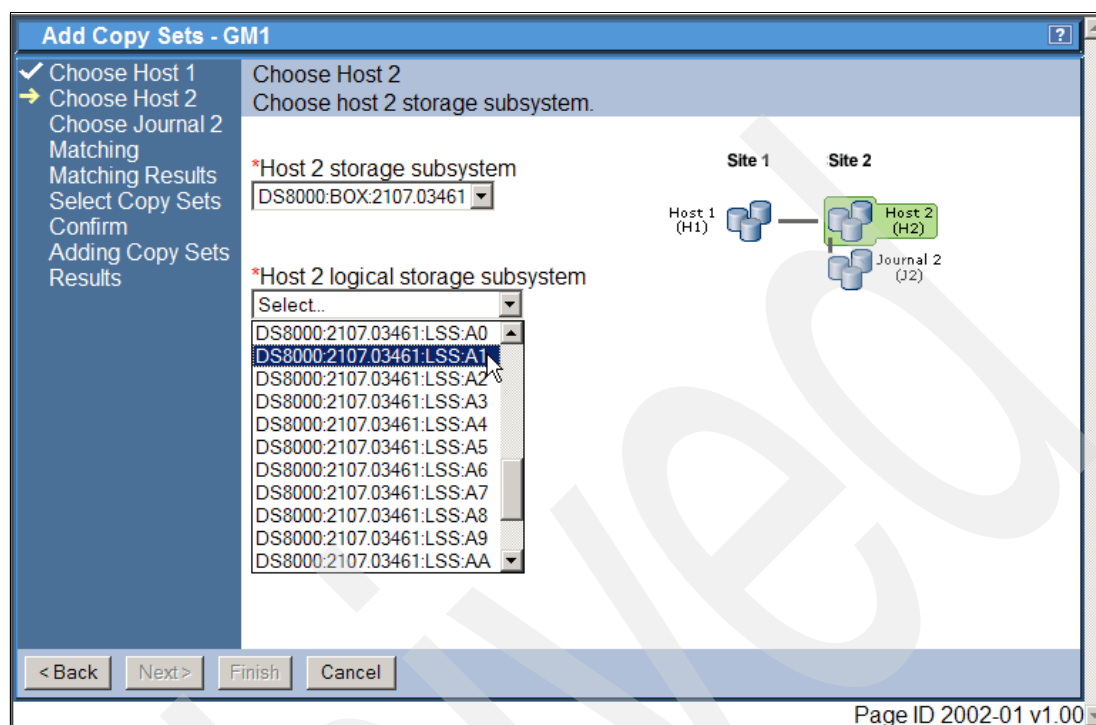 Add Copy Sets - GM1
?
Choose Host 1
Choose Host 2
Choose Journal 2
Matching
Matching Results
Select Copy Sets
Confirm
Adding Copy Sets
Results
Choose Host 2
Choose host 2 storage subsystem.
*Host 2 storage subsystem
DS8000:BOX:2107.03461
*Host 2 logical storage subsystem
Select...
DS8000:2107.03461:LSS:A0
DS8000:2107.03461:LSS:A1
DS8000:2107.03461:LSS:A2
DS8000:2107.03461:LSS:A3
DS8000:2107.03461:LSS:A4
DS8000:2107.03461:LSS:A5
DS8000:2107.03461:LSS:A6
DS8000:2107.03461:LSS:A7
DS8000:2107.03461:LSS:A8
DS8000:2107.03461:LSS:A9
DS8000:2107.03461:LSS:AA
Site 1 Site 2
Host 1
(H1)
Host 2
(H2)
Journal 2
(J2)
< Back Next > Finish Cancel
Page ID 2002-01 v1.00